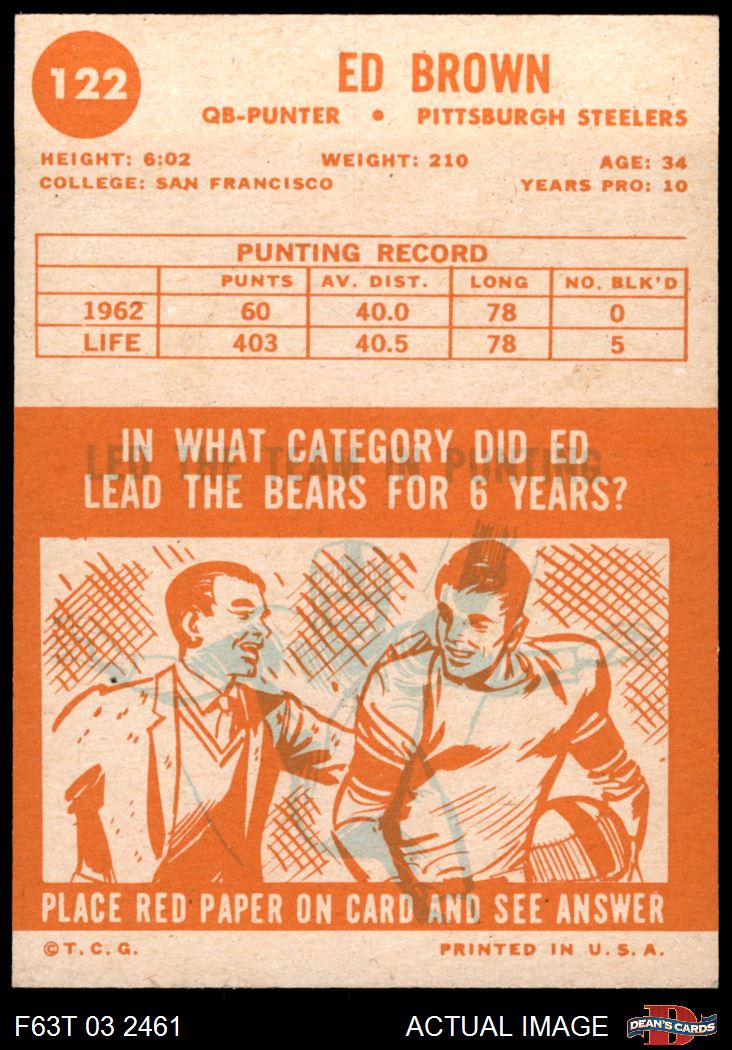 122
ED BROWN
QB-PUNTER • PITTSBURGH STEELERS
HEIGHT: 6:02 WEIGHT: 210 AGE: 34
COLLEGE: SAN FRANCISCO YEARS PRO: 10
PUNTING RECORD
PUNTS AV. DIST. LONG NO. BLK'D
1962 60 40.0 78 0
LIFE 403 40.5 78 5
IN WHAT CATEGORY DID ED
LED THE TEAM IN PUNTING
LEAD THE BEARS FOR 6 YEARS?
PLACE RED PAPER ON CARD AND SEE ANSWER
© T. C. G. PRINTED IN U. S. A.
F63T 03 2461 ACTUAL IMAGE DEAN'S CARDS